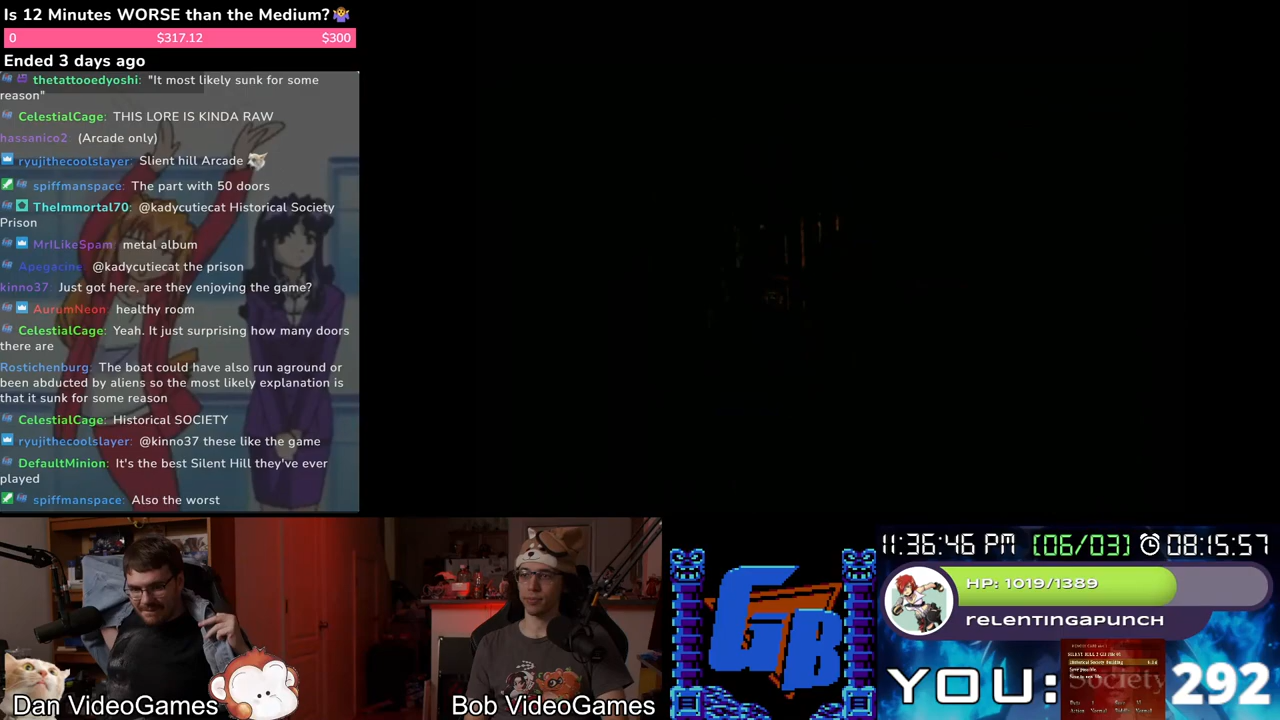 Is 12 Minutes WORSE than the Medium?🤷‍♀️
0 $317.12 $300
Ended 3 days ago
thetattooedyoshi: "It most likely sunk for some
reason"
CelestialCage: THIS LORE IS KINDA RAW
hassanico2: (Arcade only)
ryujithecoolslayer: Slient hill Arcade
spiffmanspace: The part with 50 doors
TheImmortal70: @kadycutiecat Historical Society
Prison
MrILikeSpam: metal album
Apegacine: @kadycutiecat the prison
kinno37: Just got here, are they enjoying the game?
AurumNeon: healthy room
CelestialCage: Yeah. It just surprising how many doors
there are
Rostichenburg: The boat could have also run aground or
been abducted by aliens so the most likely explanation is
that it sunk for some reason
CelestialCage: Historical SOCIETY
ryujithecoolslayer: @kinno37 these like the game
DefaultMinion: It's the best Silent Hill they've ever
played
spiffmanspace: Also the worst
Dan VideoGames
Bob VideoGames
GB
11:36:46 PM [06/03] 08:15:57
HP: 1019/1389
RELENTINGAPUNCH
YOU: 292
Society